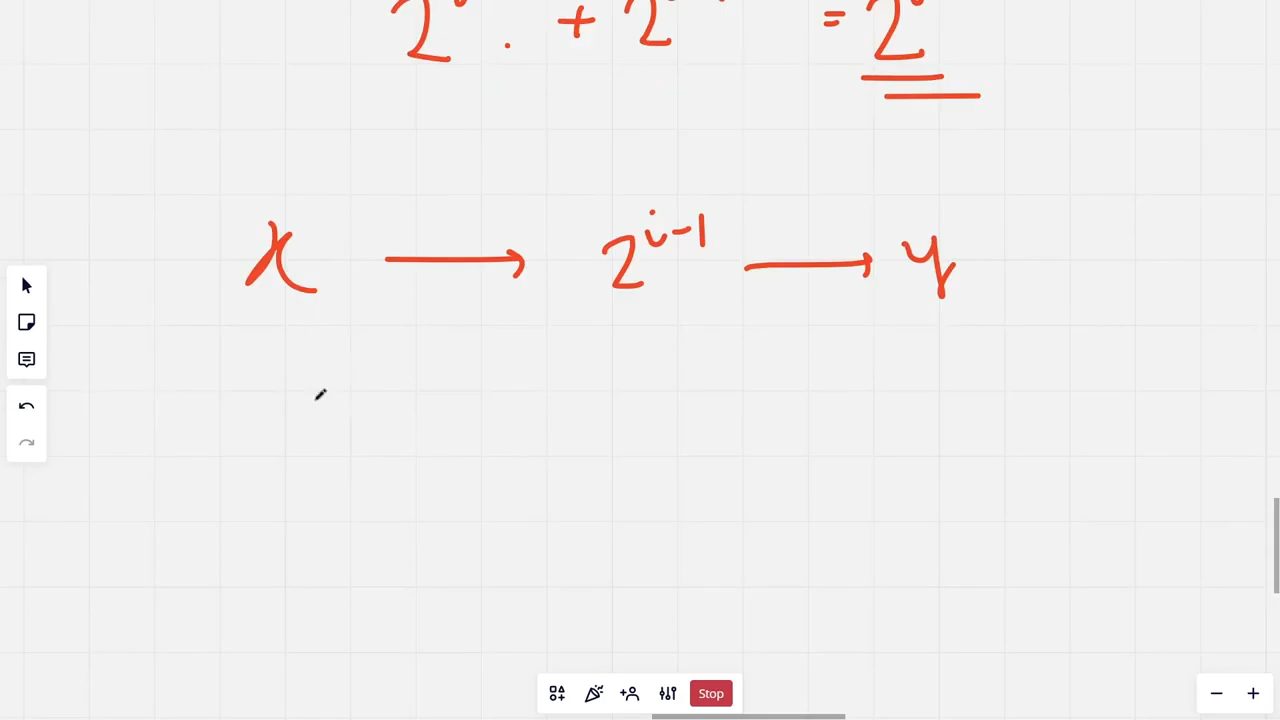 2 . + 2 = 2
x → 2^{i-1} → y
Stop